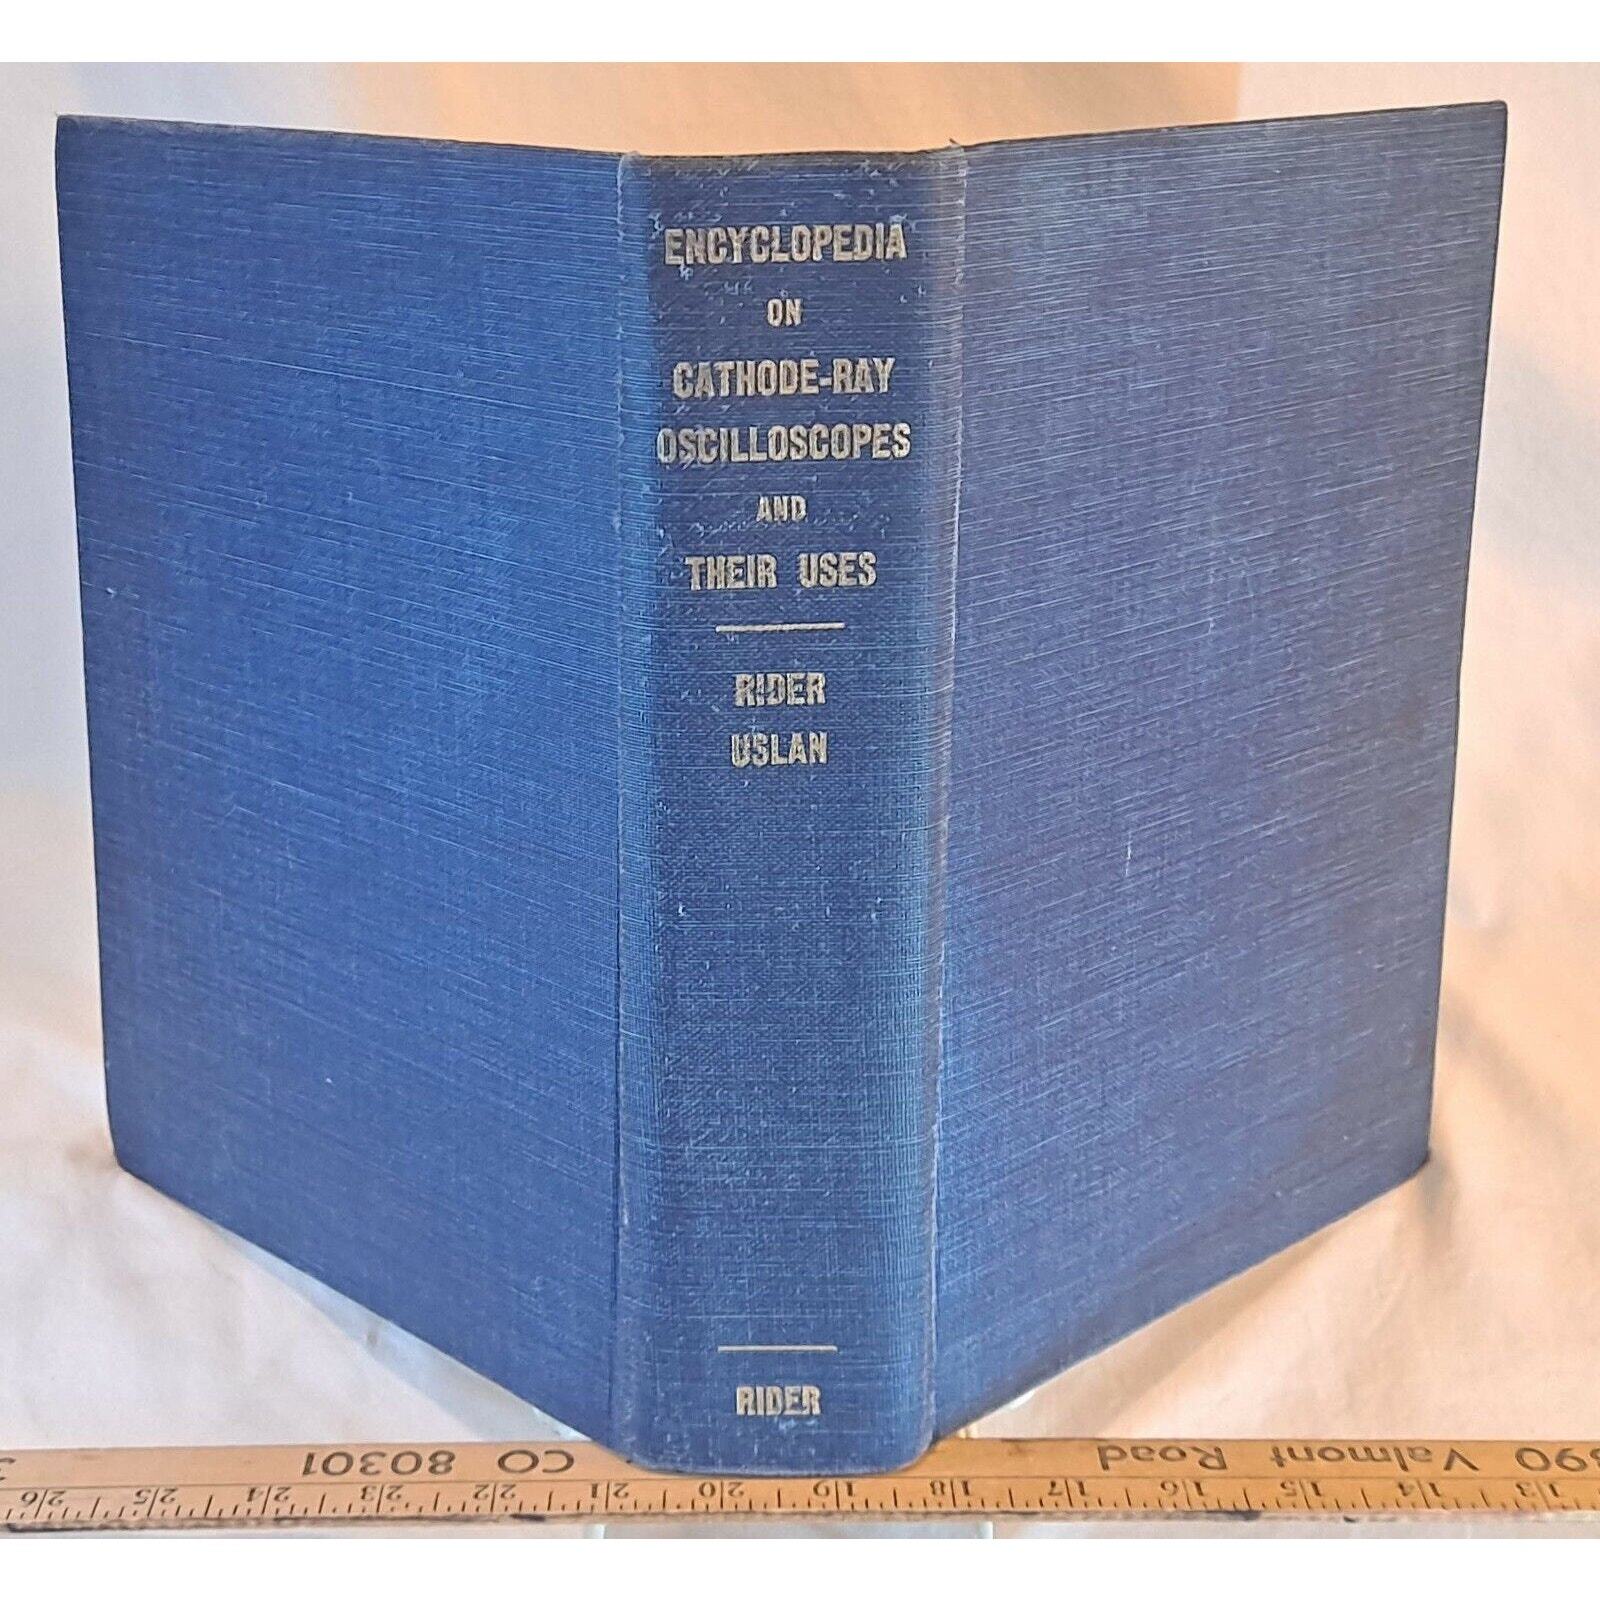 ENCYCLOPEDIA
ON
CATHODE-RAY
OSCILLOSCOPES
AND
THEIR USES
RIDER
USLAN
RIDER
Valmont Road
CO 80301
13 14 15 16 17 18 19 20 21 22 23 24 25 26